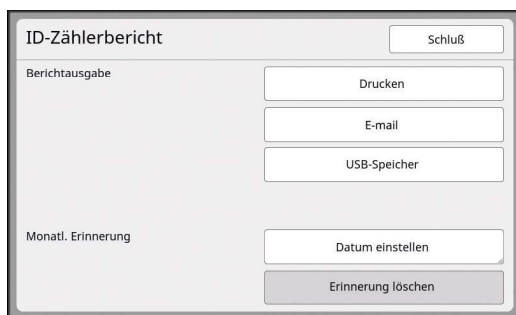 ID-Zählerbericht
Schluß
Berichtausgabe
Drucken
E-mail
USB-Speicher
Monatl. Erinnerung
Datum einstellen
Erinnerung löschen